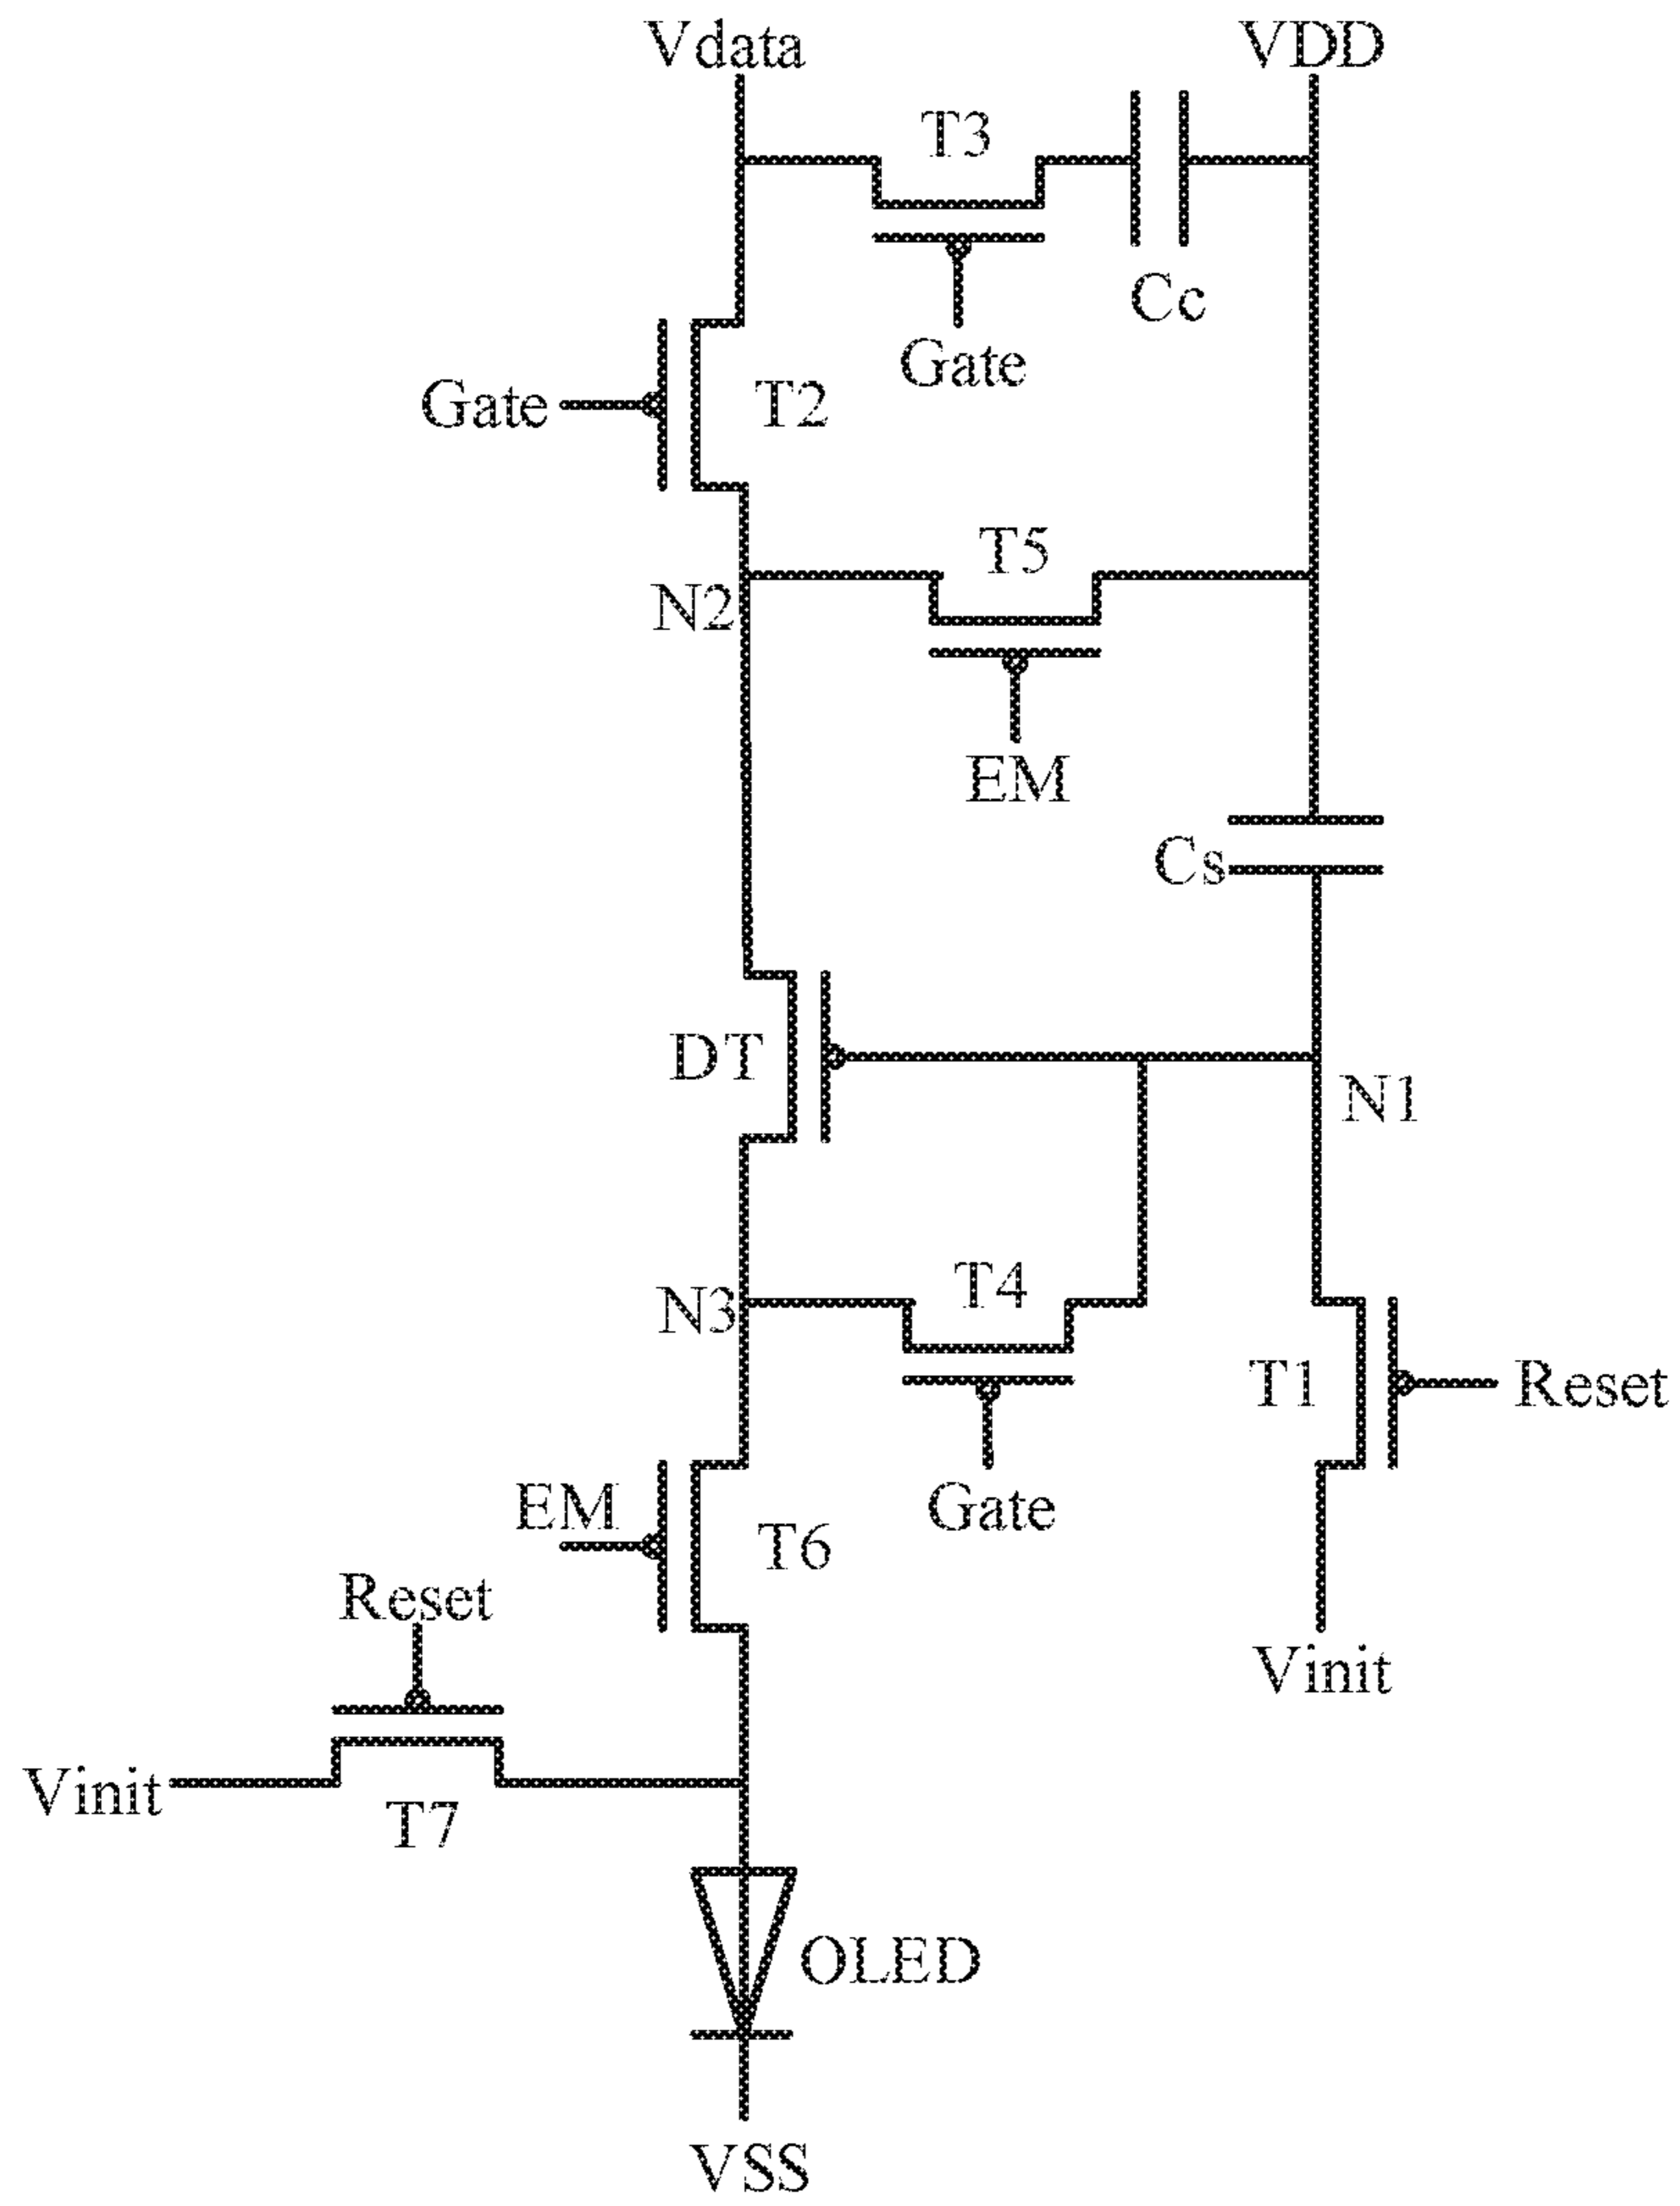 Vdata
VDD
T3
Cc
Gate
Gate
T2
T5
N2
EM
Cs
DT
N1
T4
N3
T1
Reset
Gate
EM
T6
Reset
Vinit
Vinit
T7
OLED
VSS